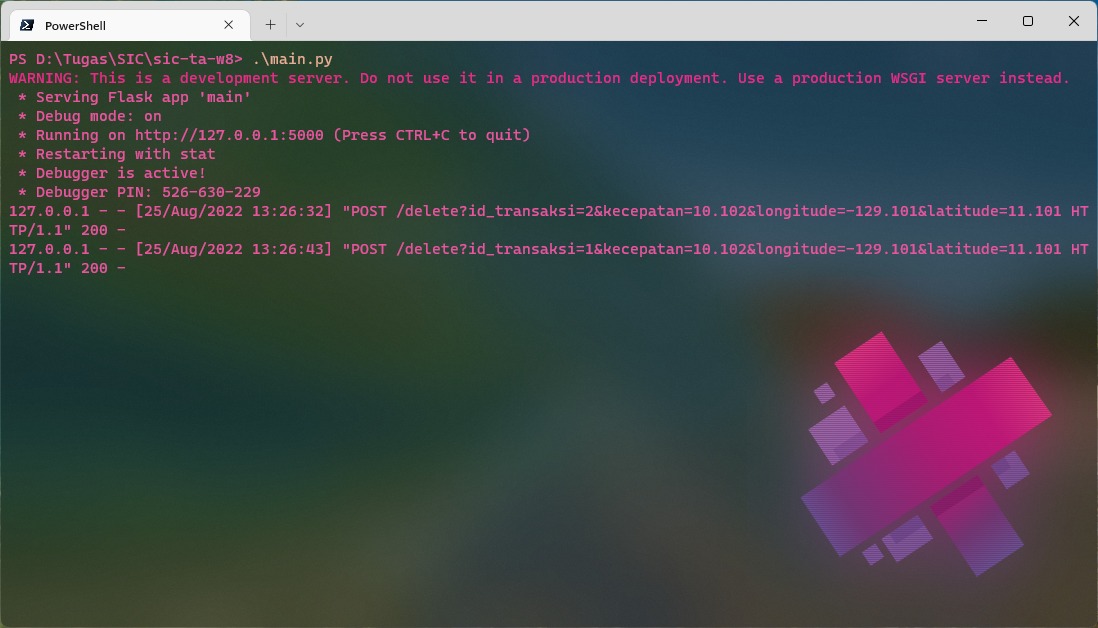 PowerShell
PS D:\Tugas\SIC\sic-ta-w8> .\main.py
WARNING: This is a development server. Do not use it in a production deployment. Use a production WSGI server instead.
 * Serving Flask app 'main'
 * Debug mode: on
 * Running on http://127.0.0.1:5000 (Press CTRL+C to quit)
 * Restarting with stat
 * Debugger is active!
 * Debugger PIN: 526-630-229
127.0.0.1 - - [25/Aug/2022 13:26:32] "POST /delete?id_transaksi=2&kecepatan=10.102&longitude=-129.101&latitude=11.101 HT
TP/1.1" 200 -
127.0.0.1 - - [25/Aug/2022 13:26:43] "POST /delete?id_transaksi=1&kecepatan=10.102&longitude=-129.101&latitude=11.101 HT
TP/1.1" 200 -